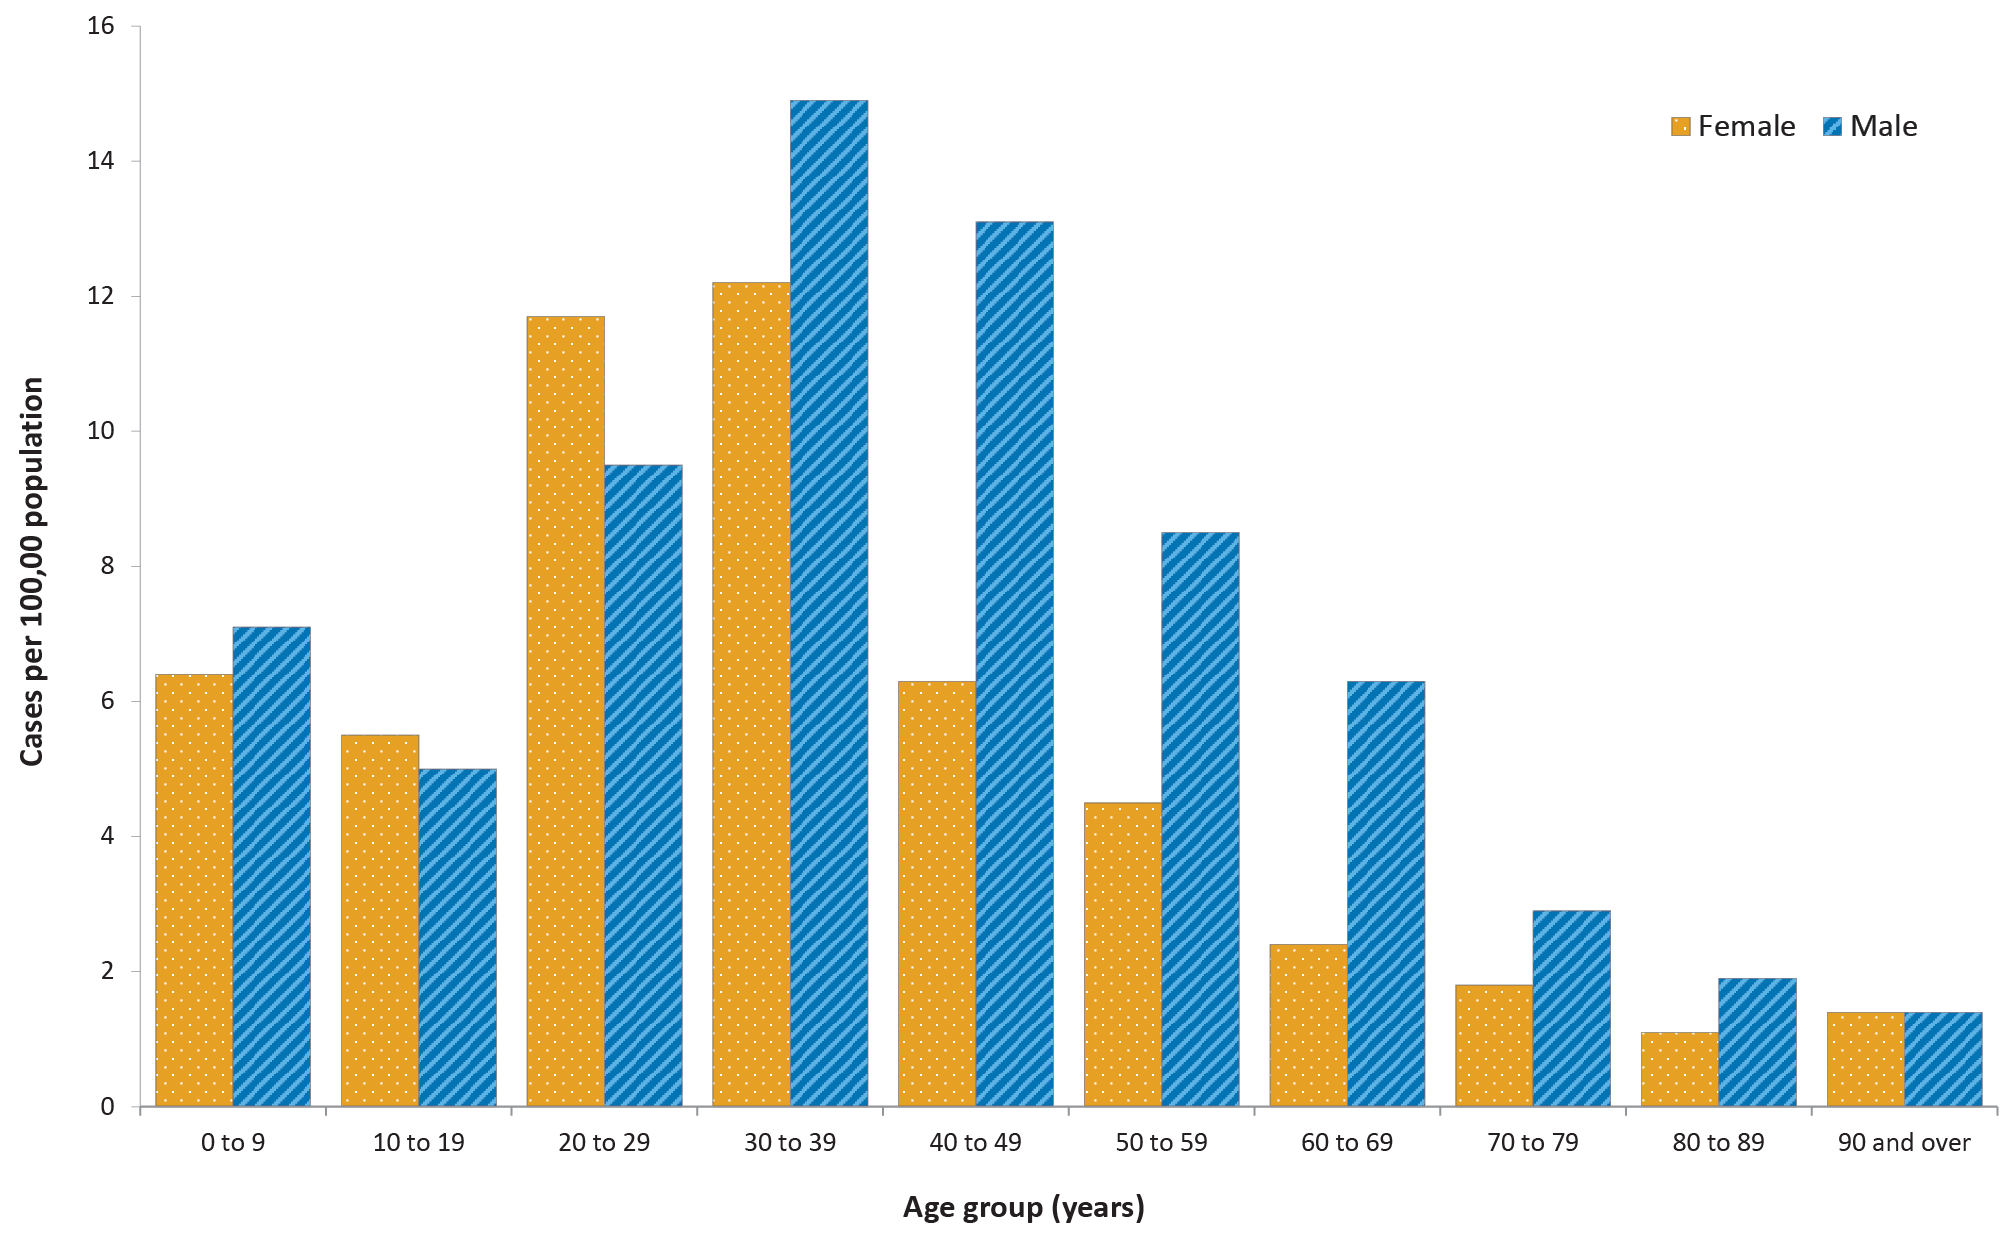 16
14
12
10
8
6
4
2
0
Cases per 100,00 population
Female Male
0 to 9 10 to 19 20 to 29 30 to 39 40 to 49 50 to 59 60 to 69 70 to 79 80 to 89 90 and over
Age group (years)